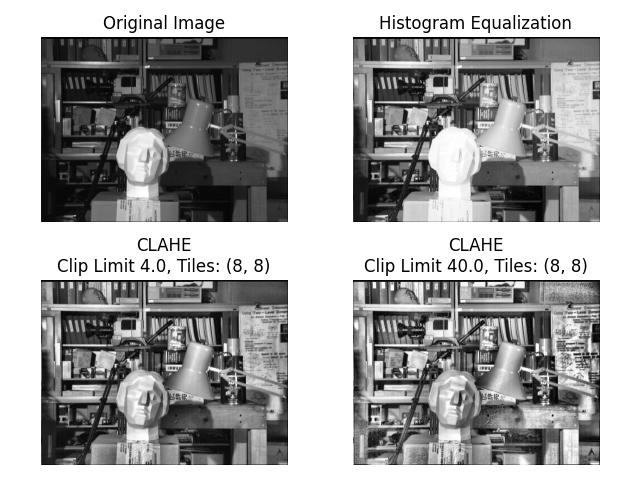 Original Image
Histogram Equalization
CLAHE
Clip Limit 4.0, Tiles: (8, 8)
CLAHE
Clip Limit 40.0, Tiles: (8, 8)